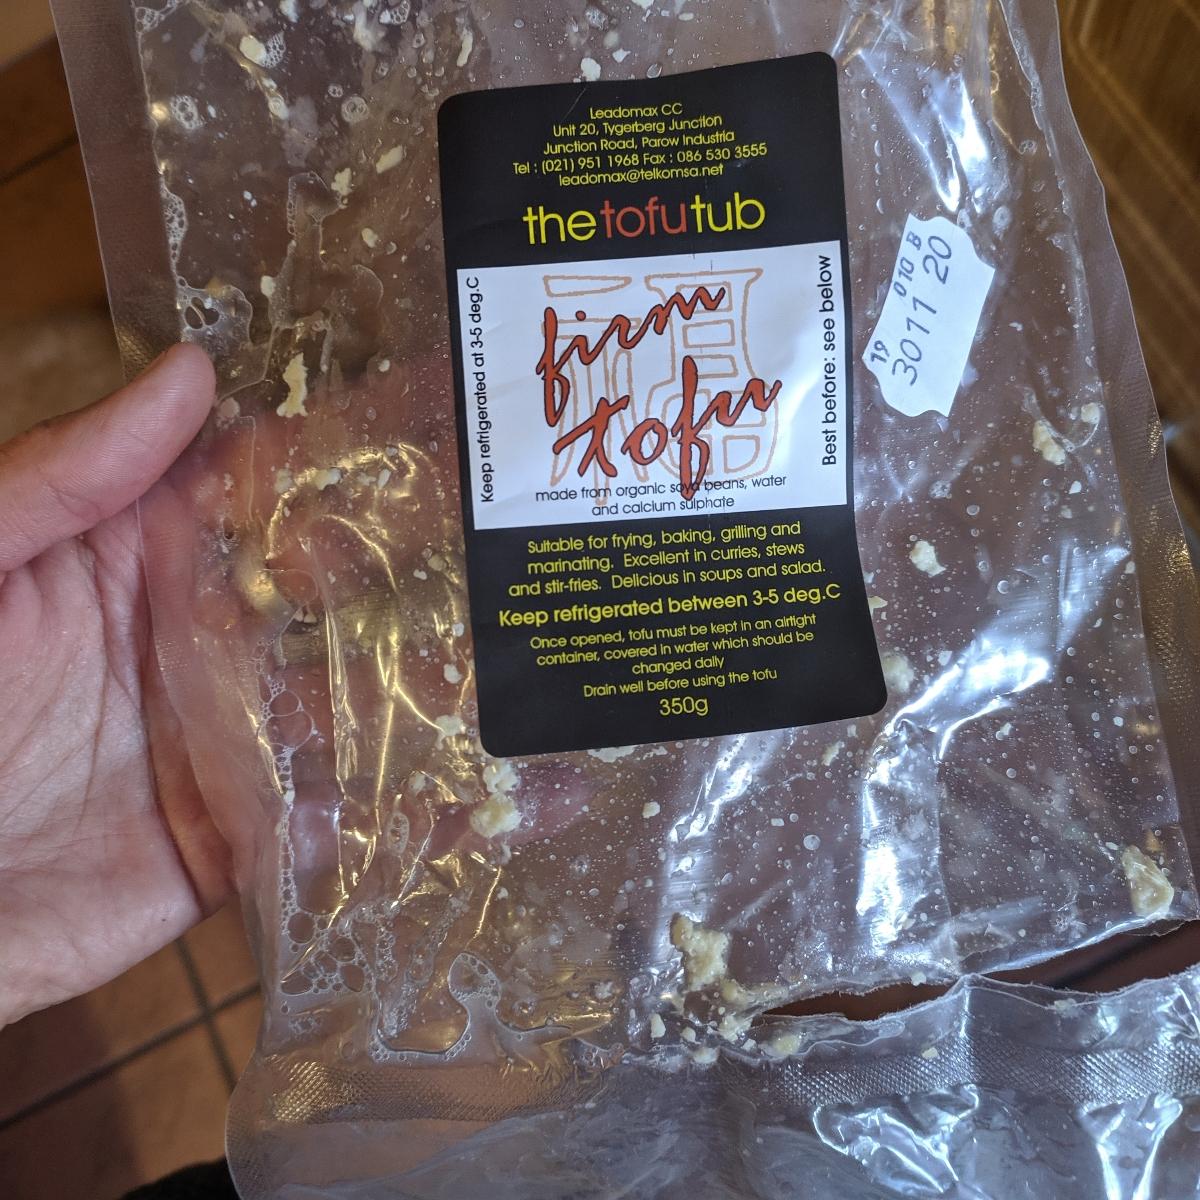 Leadomax CC
Unit 20, Tygerberg Junction
Junction Road, Parow Industria
Tel : (021) 951 1968 Fax : 086 530 3555
leadomax@telkomsa.net
thetofutub
Keep refrigerated at 3-5 deg.C
firm
tofu
made from organic soya beans, water
and calcium sulphate
Best before: see below
Suitable for frying, baking, grilling and
marinating. Excellent in curries, stews
and stir-fries. Delicious in soups and salad.
Keep refrigerated between 3-5 deg.C
Once opened, tofu must be kept in an airtight
container, covered in water which should be
changed daily
Drain well before using the tofu
350g
19 010 B
3011 20